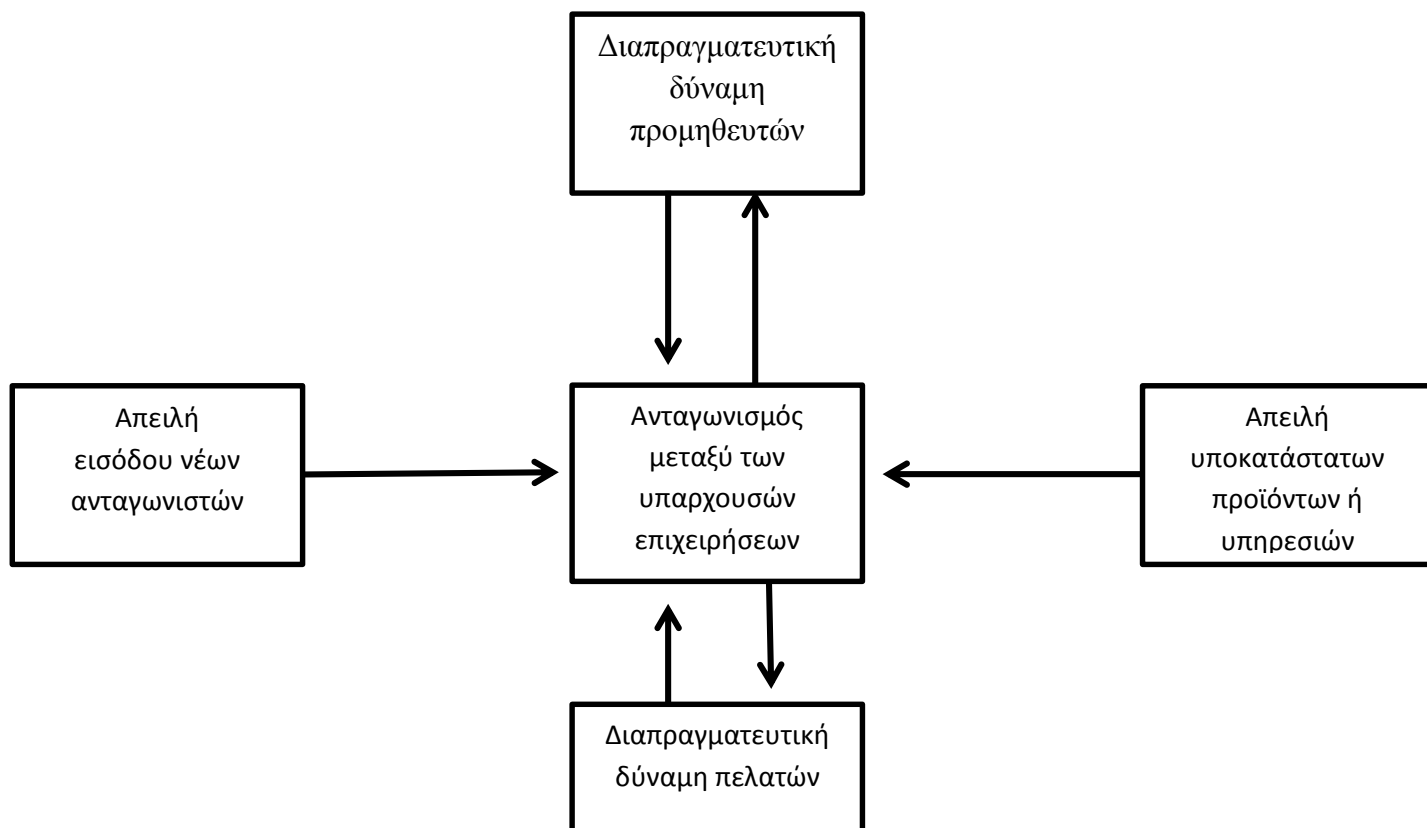 Διαπραγματευτική
δύναμη
προμηθευτών
Απειλή
εισόδου νέων
ανταγωνιστών
Ανταγωνισμός
μεταξύ των
υπαρχουσών
επιχειρήσεων
Απειλή
υποκατάστατων
προϊόντων ή
υπηρεσιών
Διαπραγματευτική
δύναμη πελατών